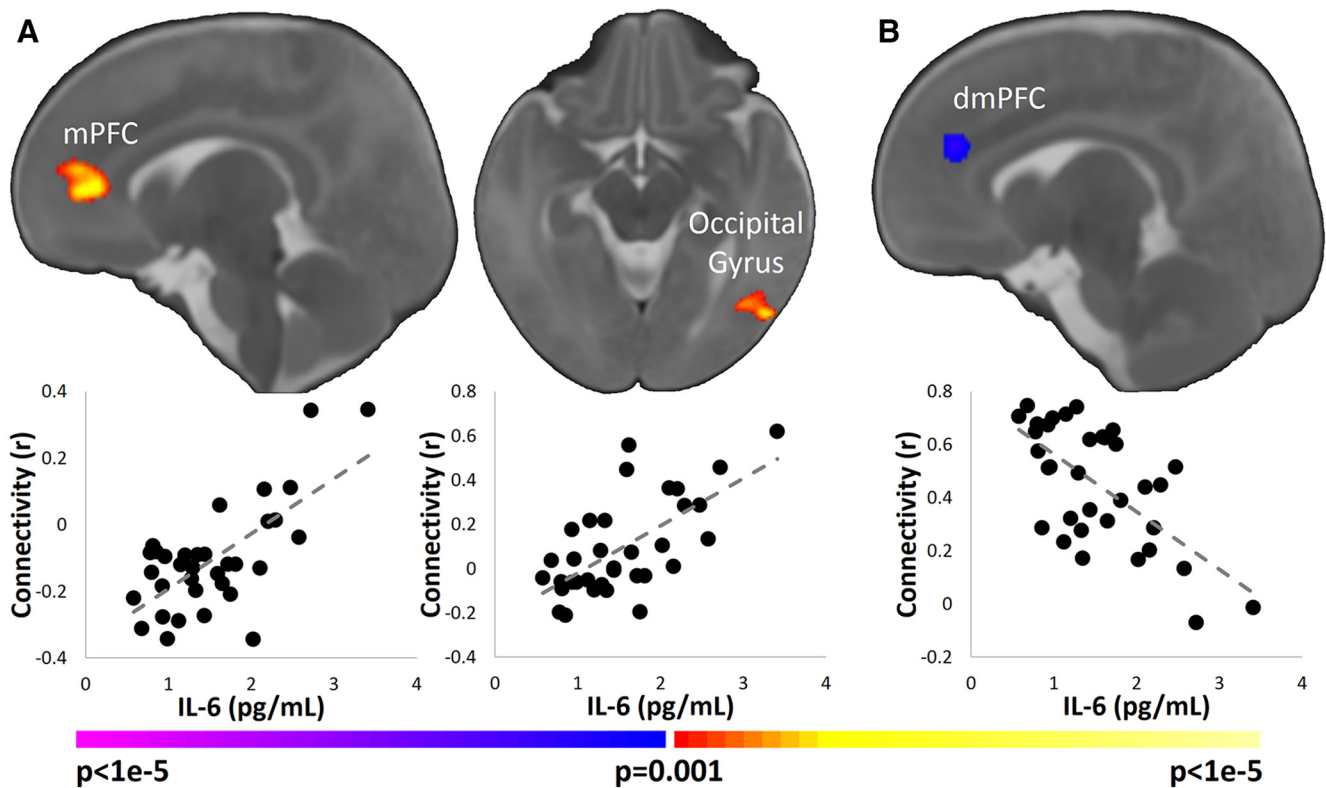 A
mPFC
Occipital
Gyrus
B
dmPFC
Connectivity (r)
0.4
0.2
0
-0.2
-0.4
0 1 2 3 4
IL-6 (pg/mL)
Connectivity (r)
0.8
0.6
0.4
0.2
0
-0.2
-0.4
0 1 2 3 4
IL-6 (pg/mL)
Connectivity (r)
0.8
0.6
0.4
0.2
0
-0.2
0 1 2 3 4
IL-6 (pg/mL)
p<1e-5 p=0.001 p<1e-5